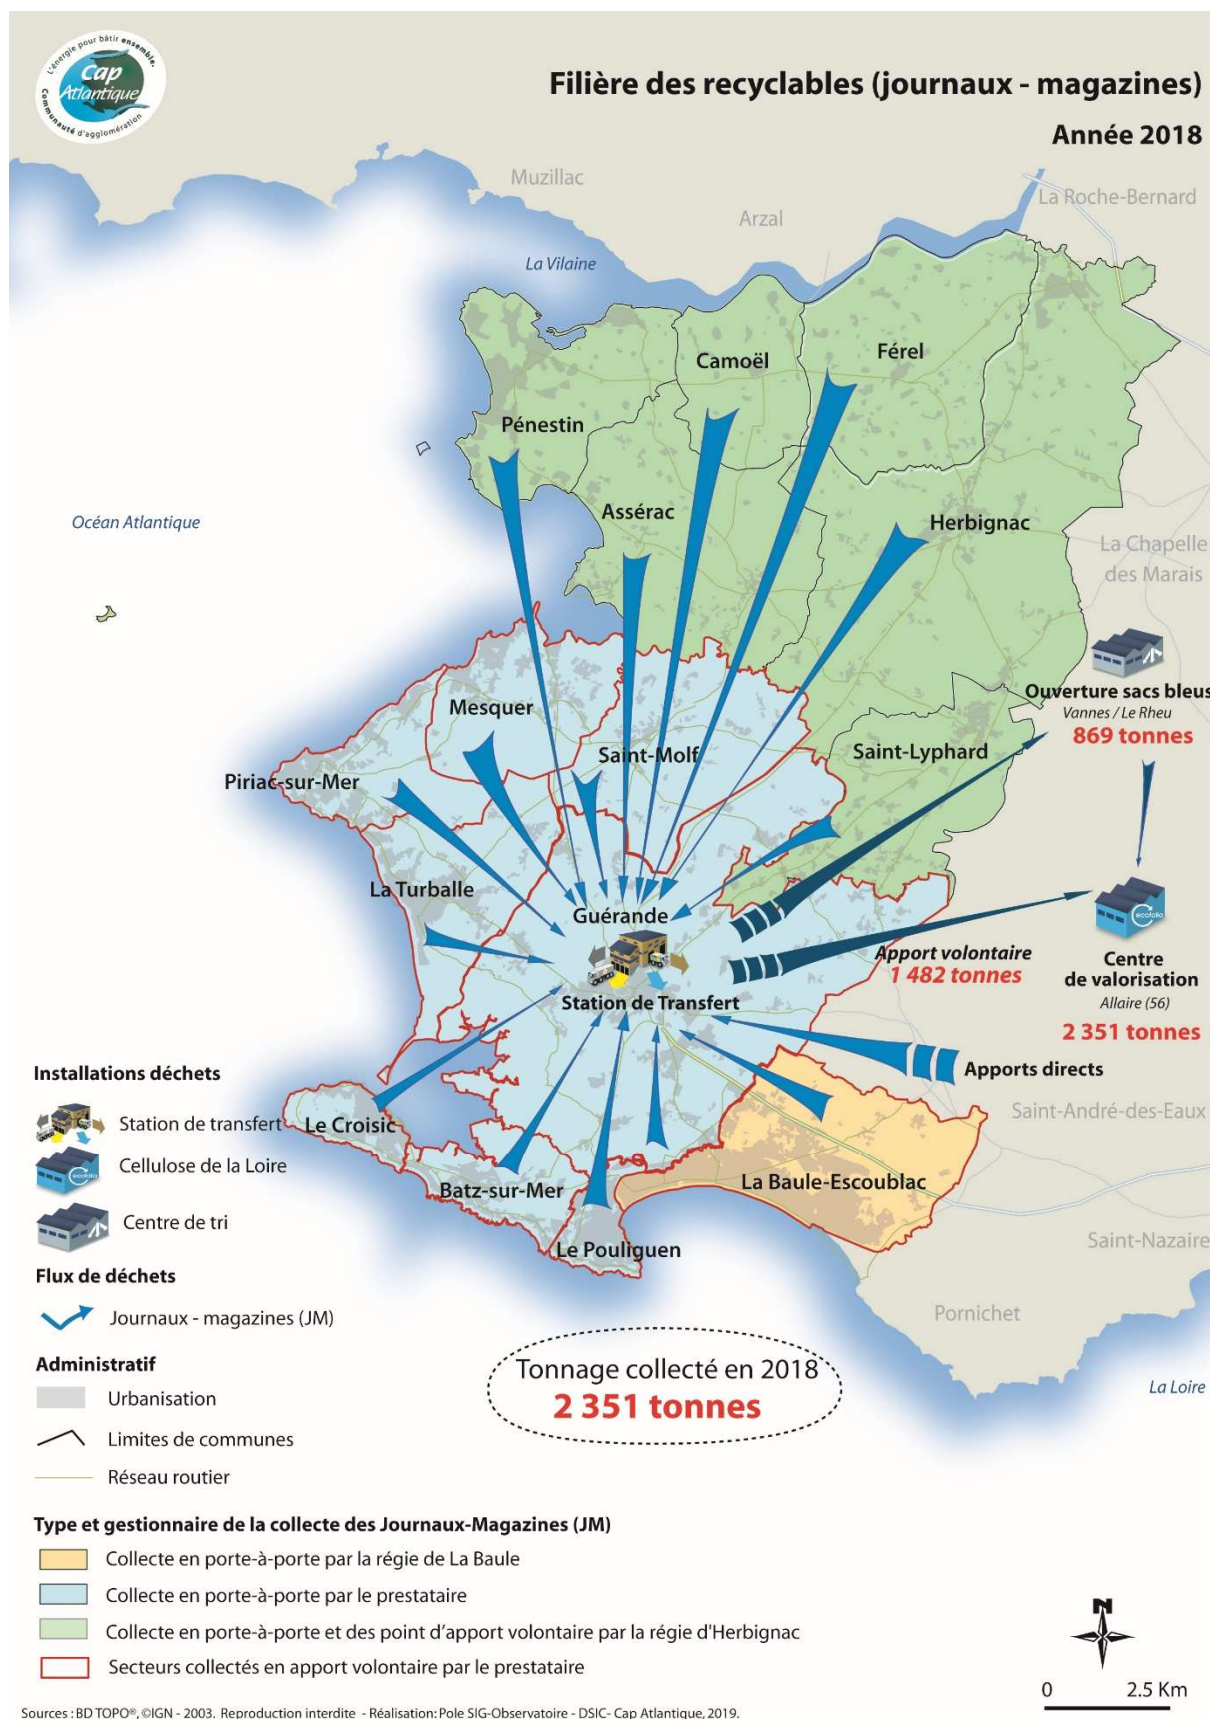 L'énergie pour bâtir ensemble.
Cap
Atlantique
Communauté d'agglomération
Filière des recyclables (journaux - magazines)
Année 2018
Muzillac
La Roche-Bernard
Arzal
La Vilaine
Camoël
Férel
Pénestin
Assérac
Herbignac
Océan Atlantique
La Chapelle
des Marais
Ouverture sacs bleus
Vannes / Le Rheu
869 tonnes
Mesquer
Saint-Molf
Saint-Lyphard
Piriac-sur-Mer
La Turballe
Guérande
ecofolio
Apport volontaire
1 482 tonnes
Centre
de valorisation
Allaire (56)
2 351 tonnes
Station de Transfert
Apports directs
Saint-André-des-Eaux
Le Croisic
Batz-sur-Mer
La Baule-Escoublac
Le Pouliguen
Saint-Nazaire
Pornichet
La Loire
Installations déchets
Station de transfert
ecofolio
Cellulose de la Loire
Centre de tri
Flux de déchets
Journaux - magazines (JM)
Administratif
Urbanisation
Limites de communes
Réseau routier
Tonnage collecté en 2018
2 351 tonnes
Type et gestionnaire de la collecte des Journaux-Magazines (JM)
Collecte en porte-à-porte par la régie de La Baule
Collecte en porte-à-porte par le prestataire
Collecte en porte-à-porte et des point d'apport volontaire par la régie d'Herbignac
Secteurs collectés en apport volontaire par le prestataire
N
0 2.5 Km
Sources : BD TOPO®, ©IGN - 2003. Reproduction interdite - Réalisation: Pole SIG-Observatoire - DSIC- Cap Atlantique, 2019.